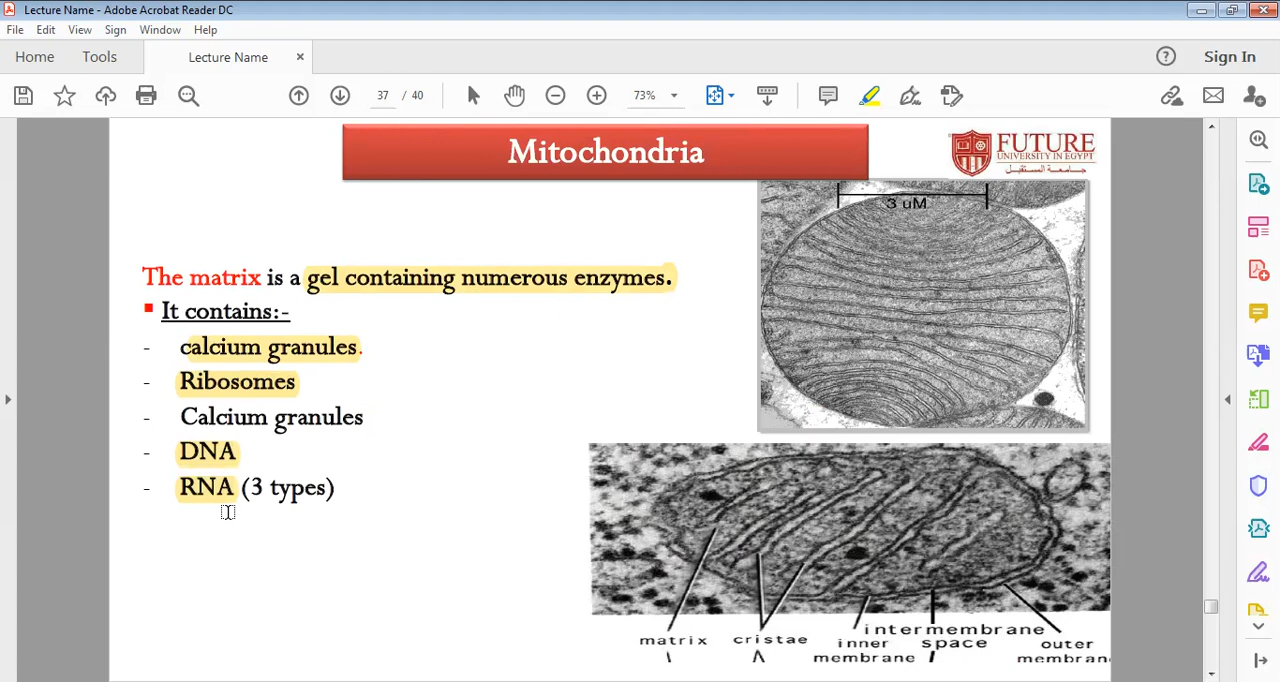 Lecture Name - Adobe Acrobat Reader DC
File Edit View Sign Window Help
Home Tools Lecture Name × Sign In
37 / 40 73%
Mitochondria
FUTURE
UNIVERSITY IN EGYPT
جامعة المستقبل
3 uM
The matrix is a gel containing numerous enzymes.
It contains:-
- calcium granules.
- Ribosomes
- Calcium granules
- DNA
- RNA (3 types)
matrix cristae inner membrane intermembrane space outer membran